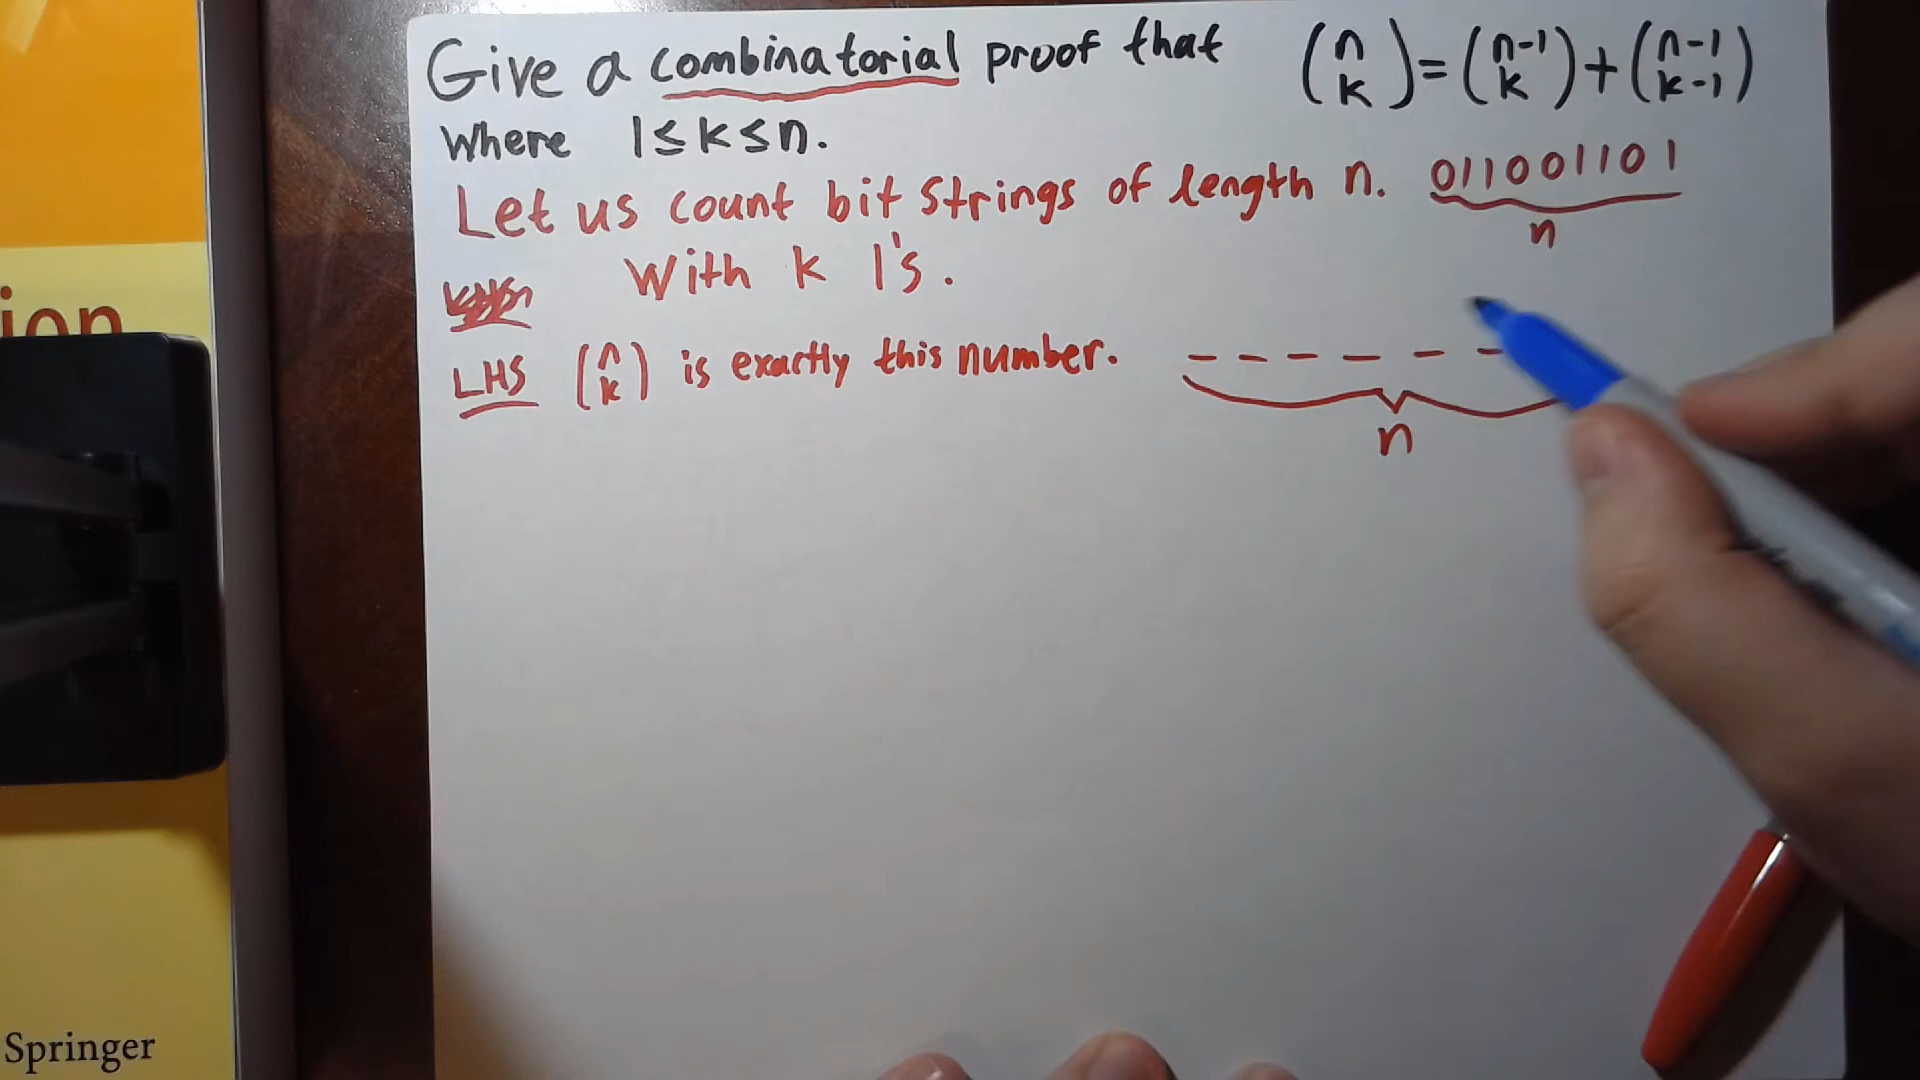 Give a combinatorial proof that (n k) = (n-1 k) + (n-1 k-1)
where 1≤k≤n.
Let us count bit strings of length n. 011001101
n
With k 1's.
LHS (n k) is exactly this number. _ _ _ _ _ _
n
ion
Springer